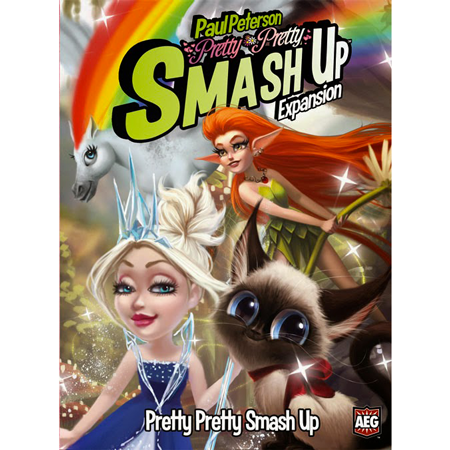 Paul Peterson
Pretty Pretty
SMASH UP
Expansion
Pretty Pretty Smash Up
AEG